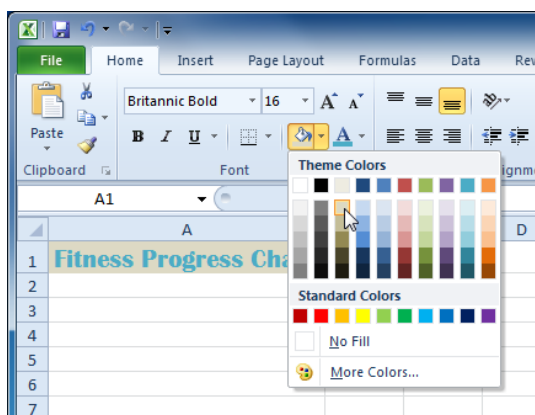 File Home Insert Page Layout Formulas Data
Britannic Bold 16 A A
Paste B I U A
Clipboard Font
Theme Colors
A1
A D
1 Fitness Progress Cha
2
3
4
5
6
7
Standard Colors
No Fill
More Colors...